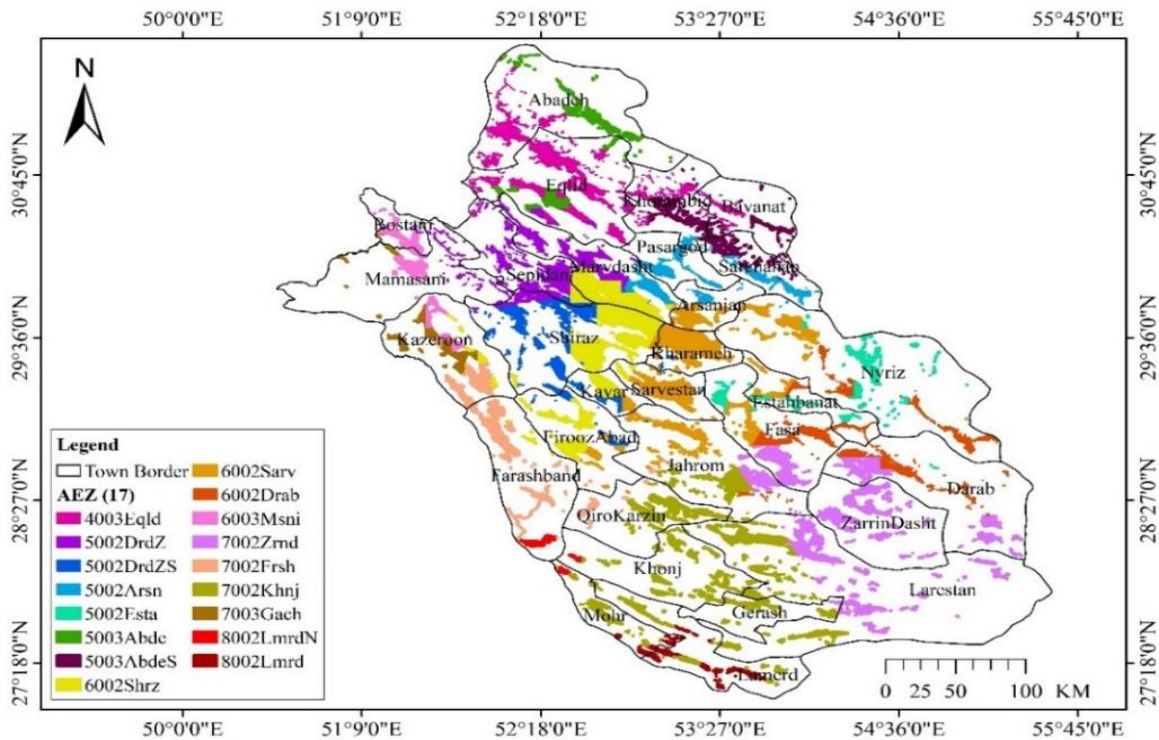 50°0'0"E 51°9'0"E 52°18'0"E 53°27'0"E 54°36'0"E 55°45'0"E
N
30°45'0"N
29°36'0"N
28°27'0"N
27°18'0"N
30°45'0"N
29°36'0"N
28°27'0"N
27°18'0"N
Abadeh
Eqlid
Khorambid
Bavanat
Rostam
Pasargod
Mamasani
Sepidan
Marvdasht
Sarchahan
Arsanjan
Kazeroon
Shiraz
Kharameh
Nyriz
Kavar
Sarvestan
Estahbanat
Fasa
FiroozAbad
Farashband
Jahrom
Darab
QiroKarzin
ZarrinDasht
Khonj
Larestan
Mohr
Gerash
Lamerd
Legend
Town Border
AEZ (17)
4003Eqld
5002DrdZ
5002DrdZS
5002Arsn
5002Esta
5003Abde
5003AbdeS
6002Shrz
6002Sarv
6002Drab
6003Msni
7002Zrnd
7002Frsh
7002Khnj
7003Gach
8002LmrdN
8002Lmrd
0 25 50 100 KM
50°0'0"E 51°9'0"E 52°18'0"E 53°27'0"E 54°36'0"E 55°45'0"E